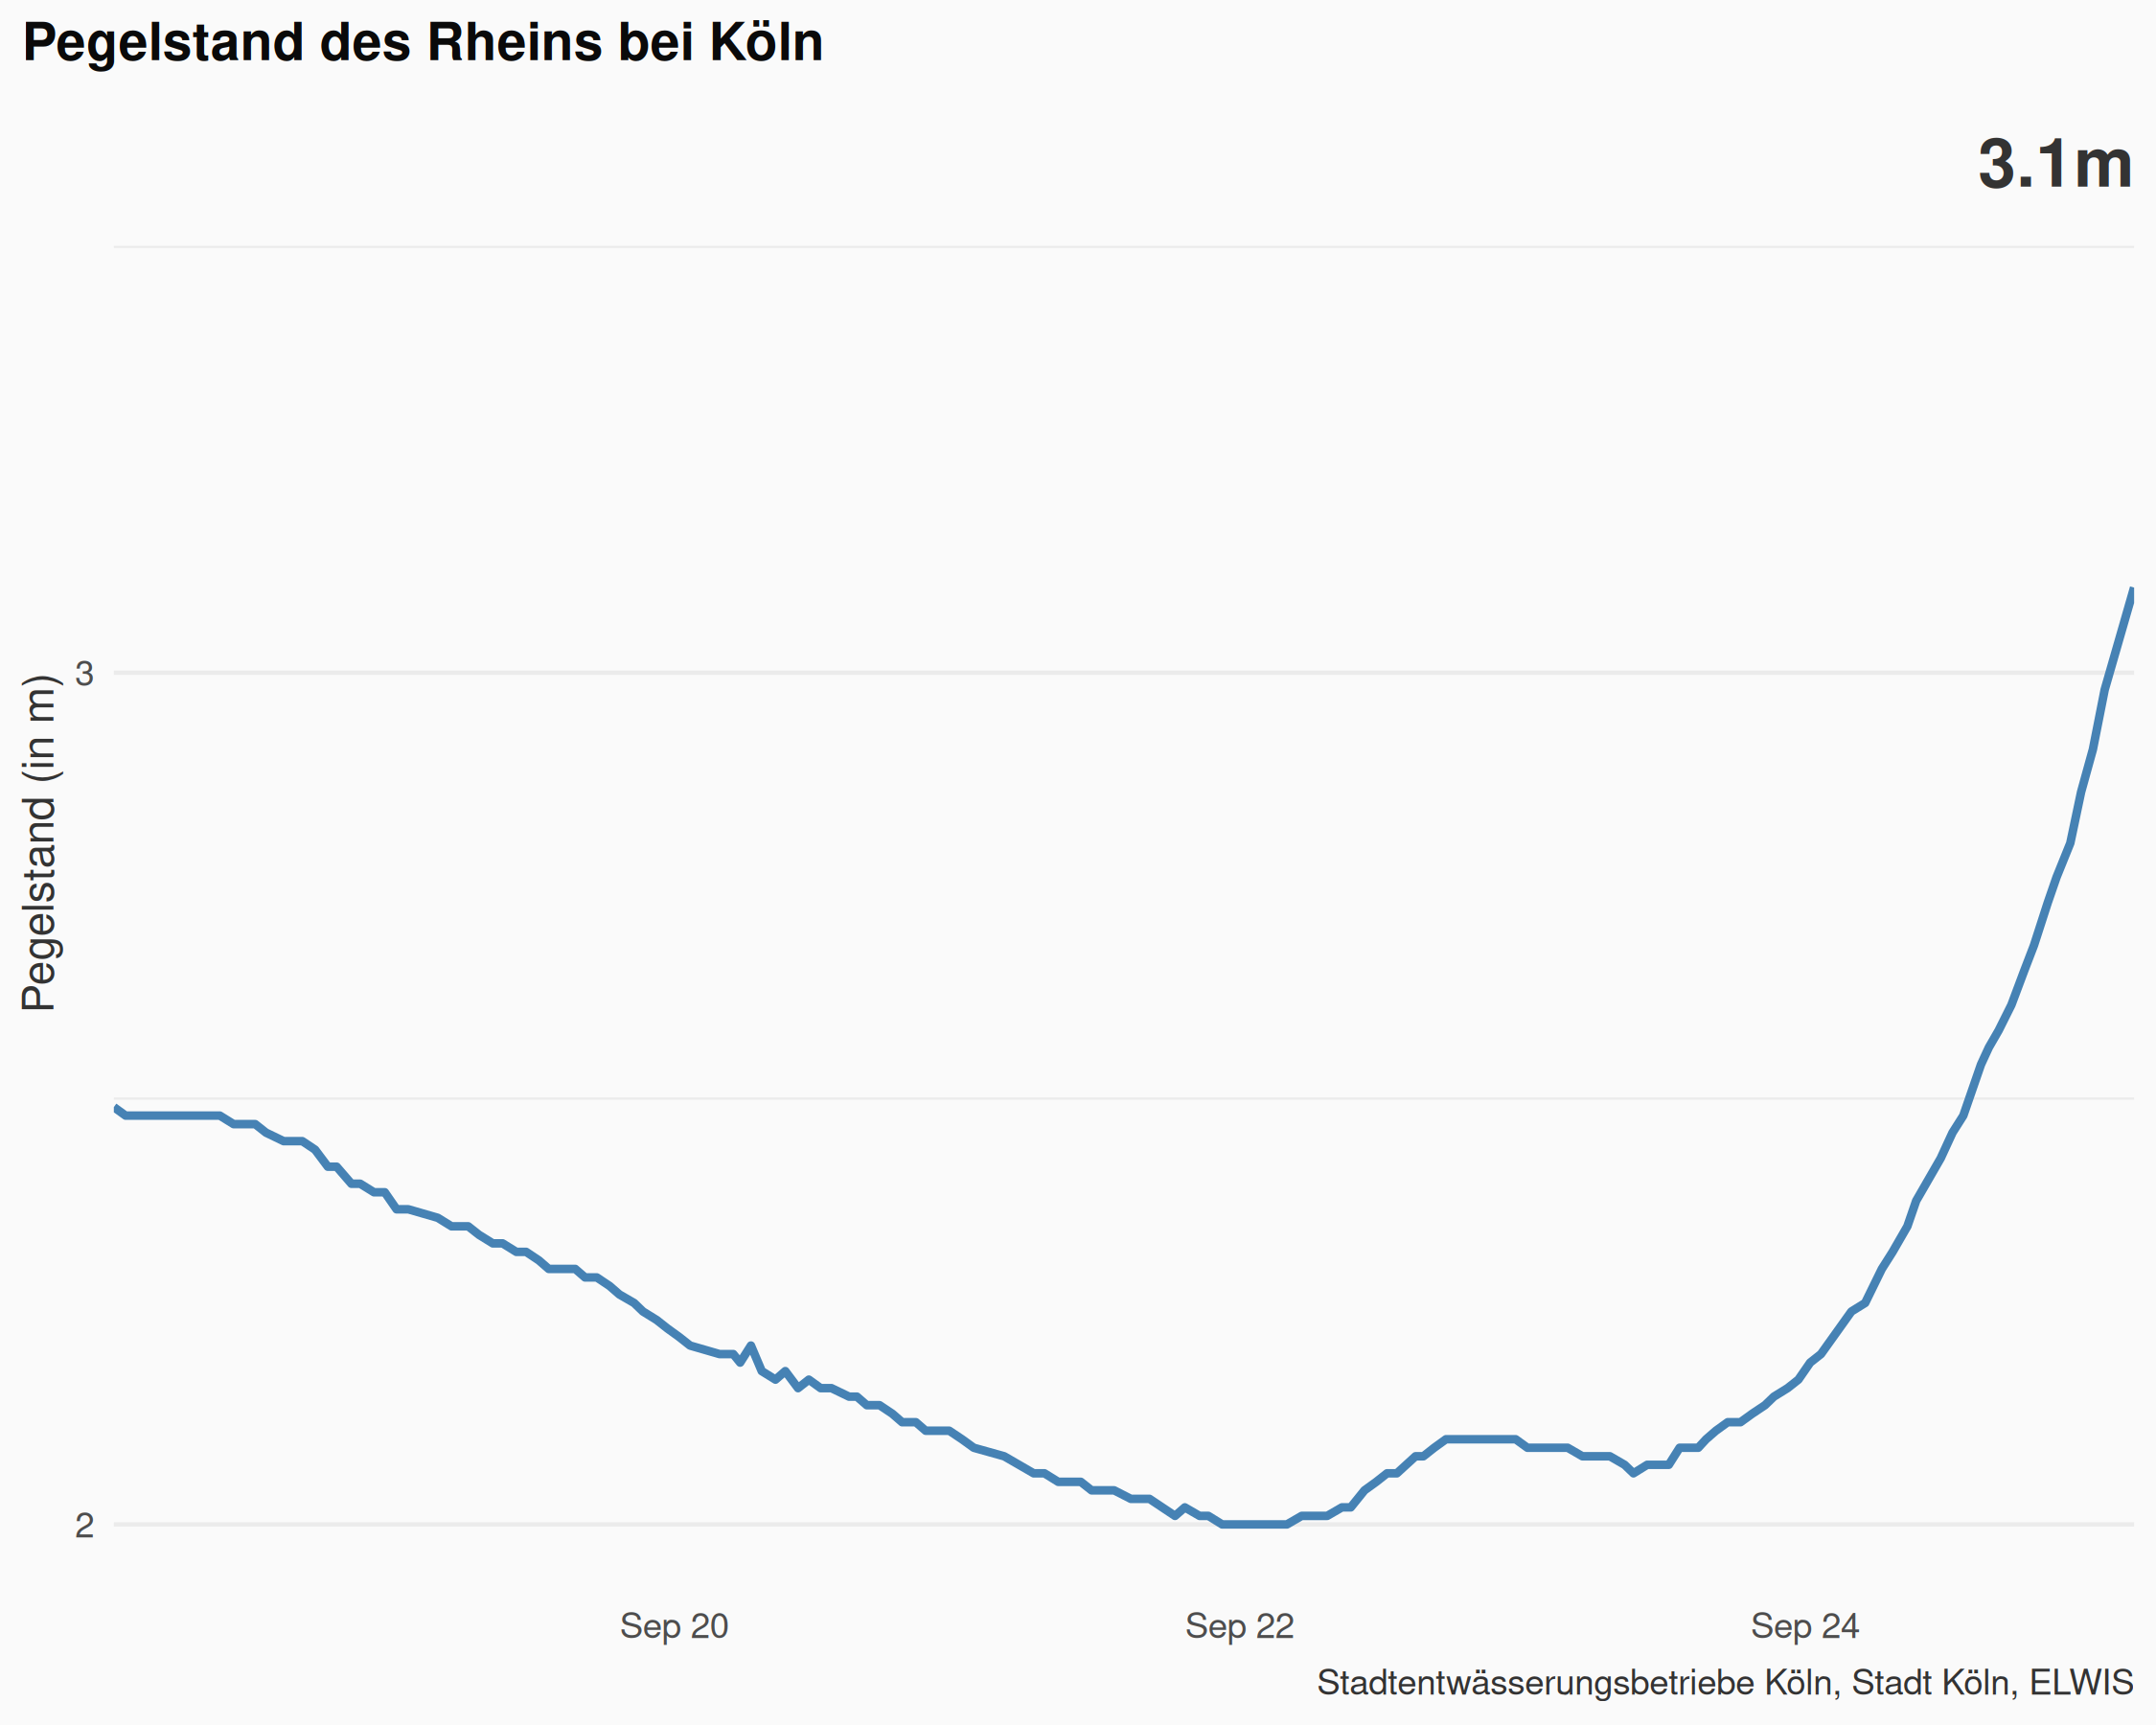 Pegelstand des Rheins bei Köln
3.1m
Pegelstand (in m)
3
2
Sep 20
Sep 22
Sep 24
Stadtentwässerungsbetriebe Köln, Stadt Köln, ELWIS